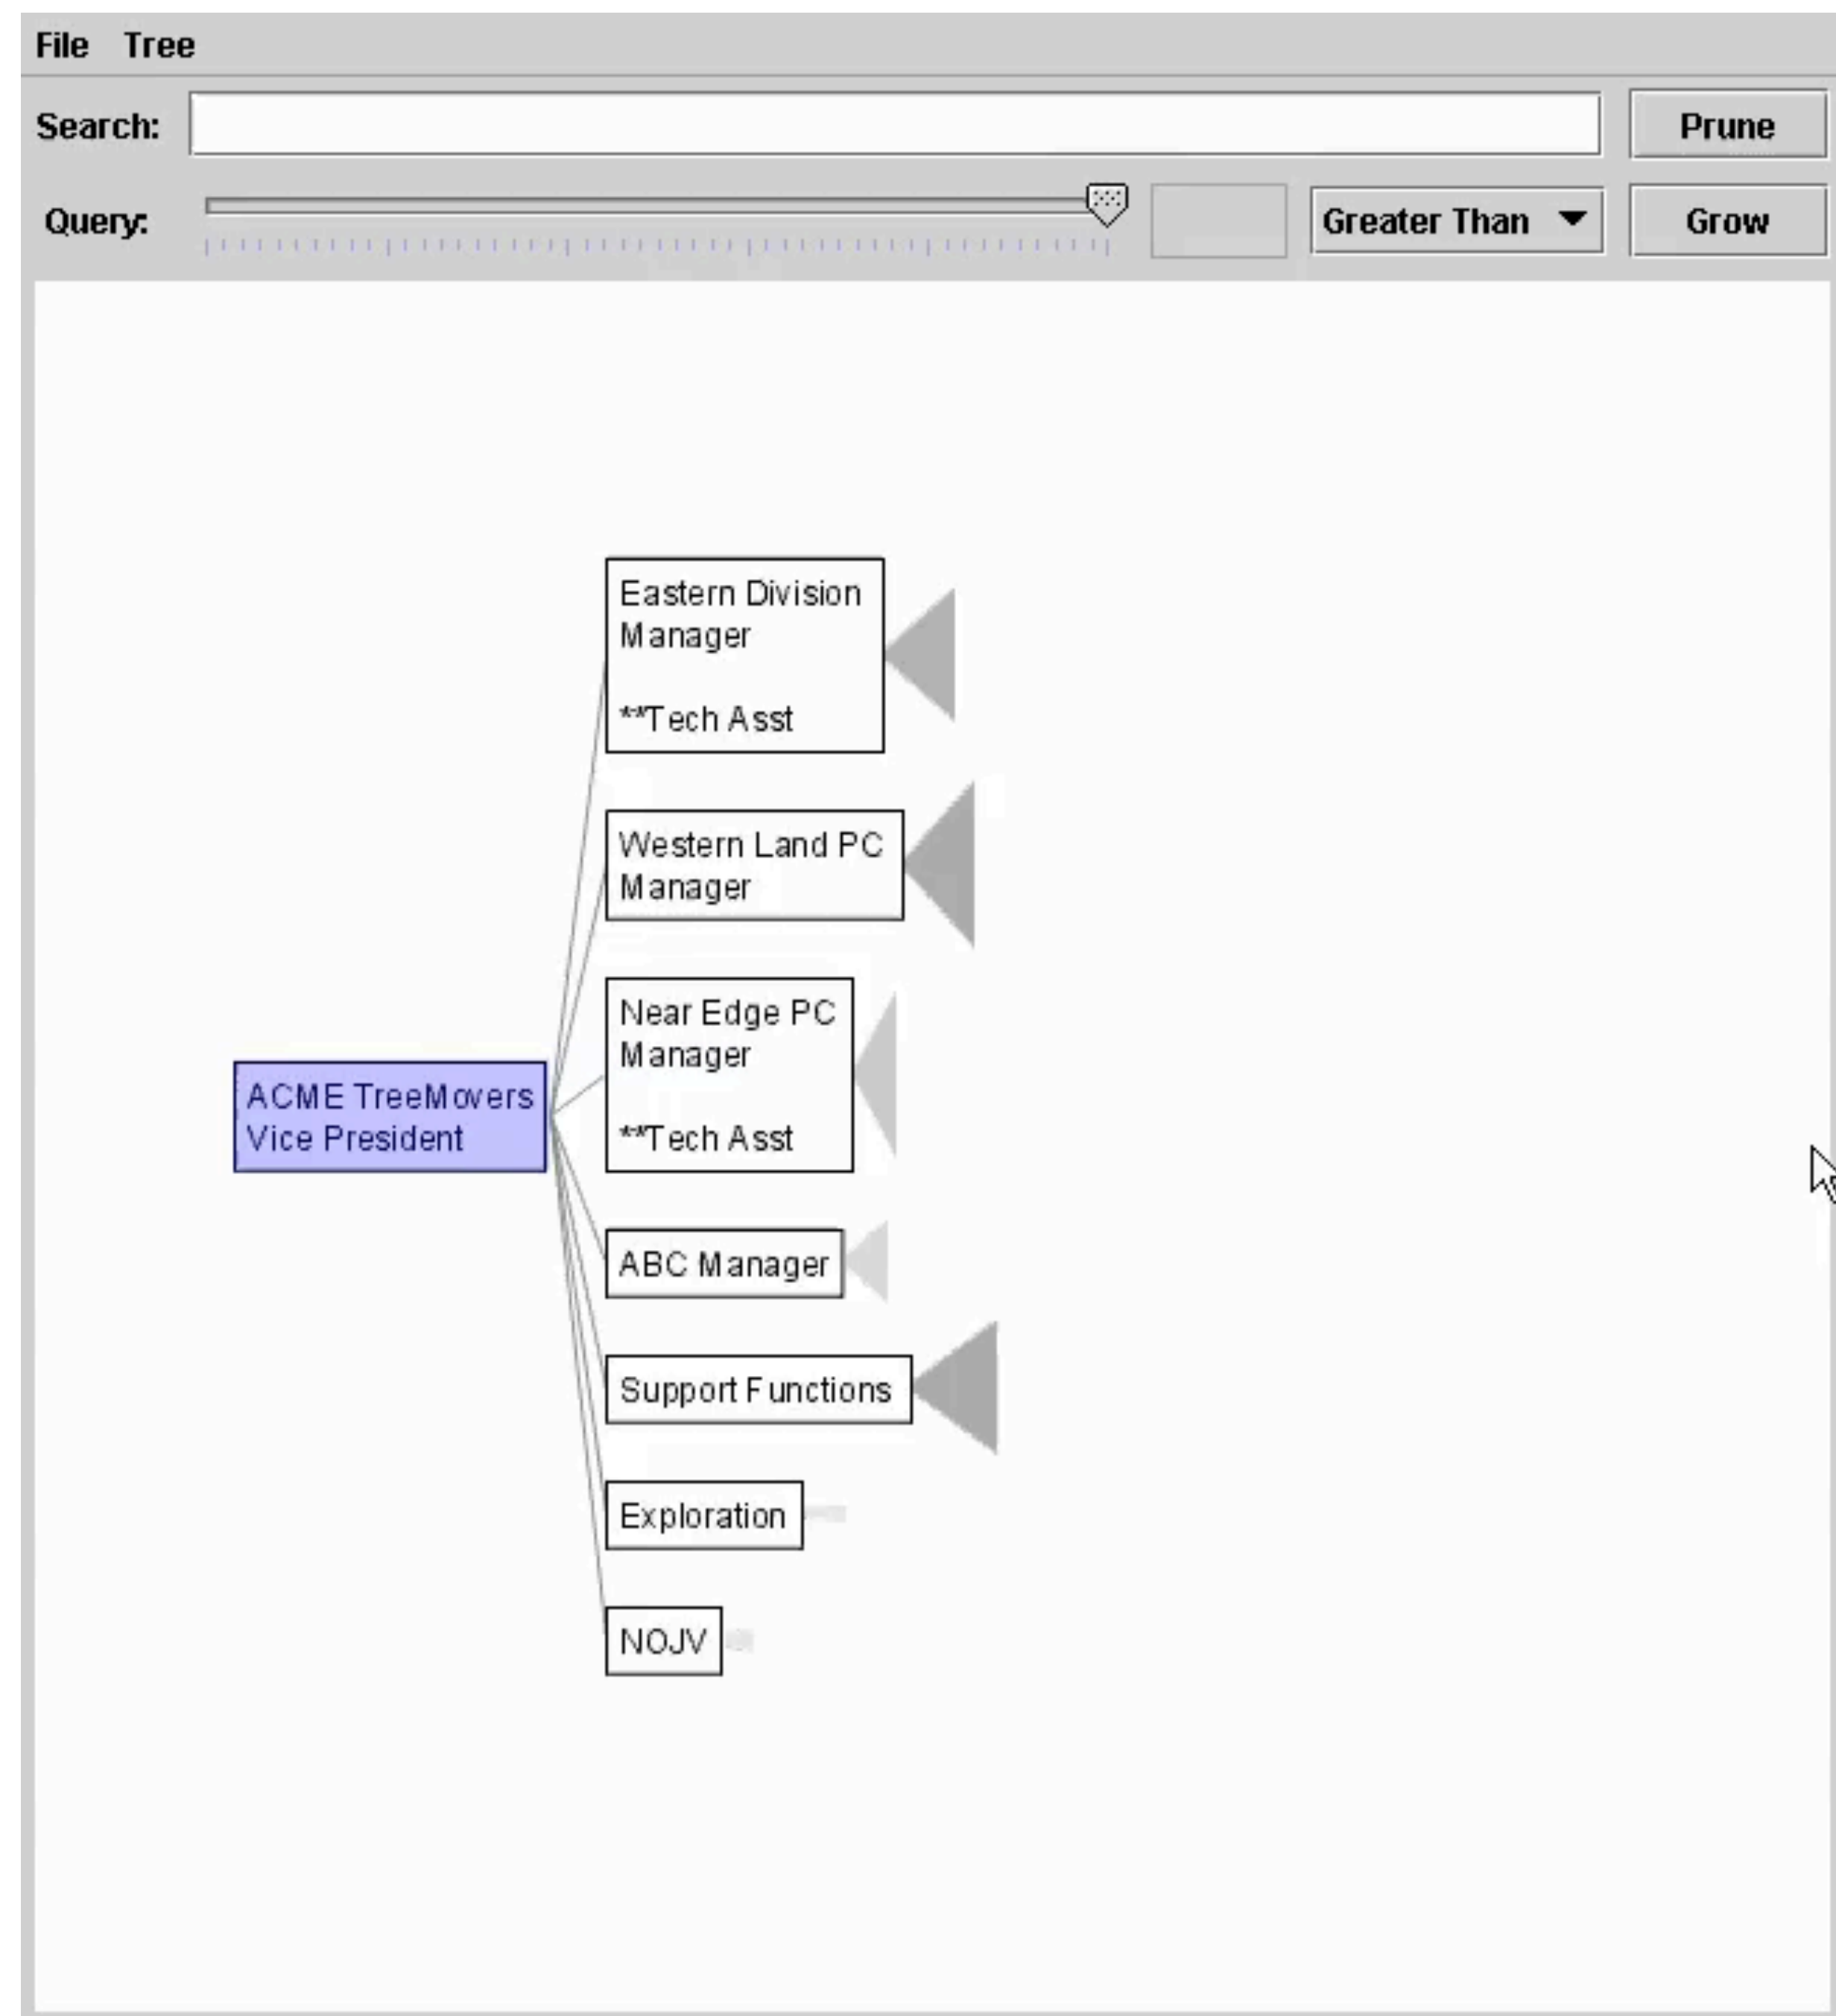 File Tree
Search:
Prune
Query:
Greater Than
Grow
Eastern Division
Manager
**Tech Asst
Western Land PC
Manager
Near Edge PC
Manager
**Tech Asst
ACME TreeMovers
Vice President
ABC Manager
Support Functions
Exploration
NOJV